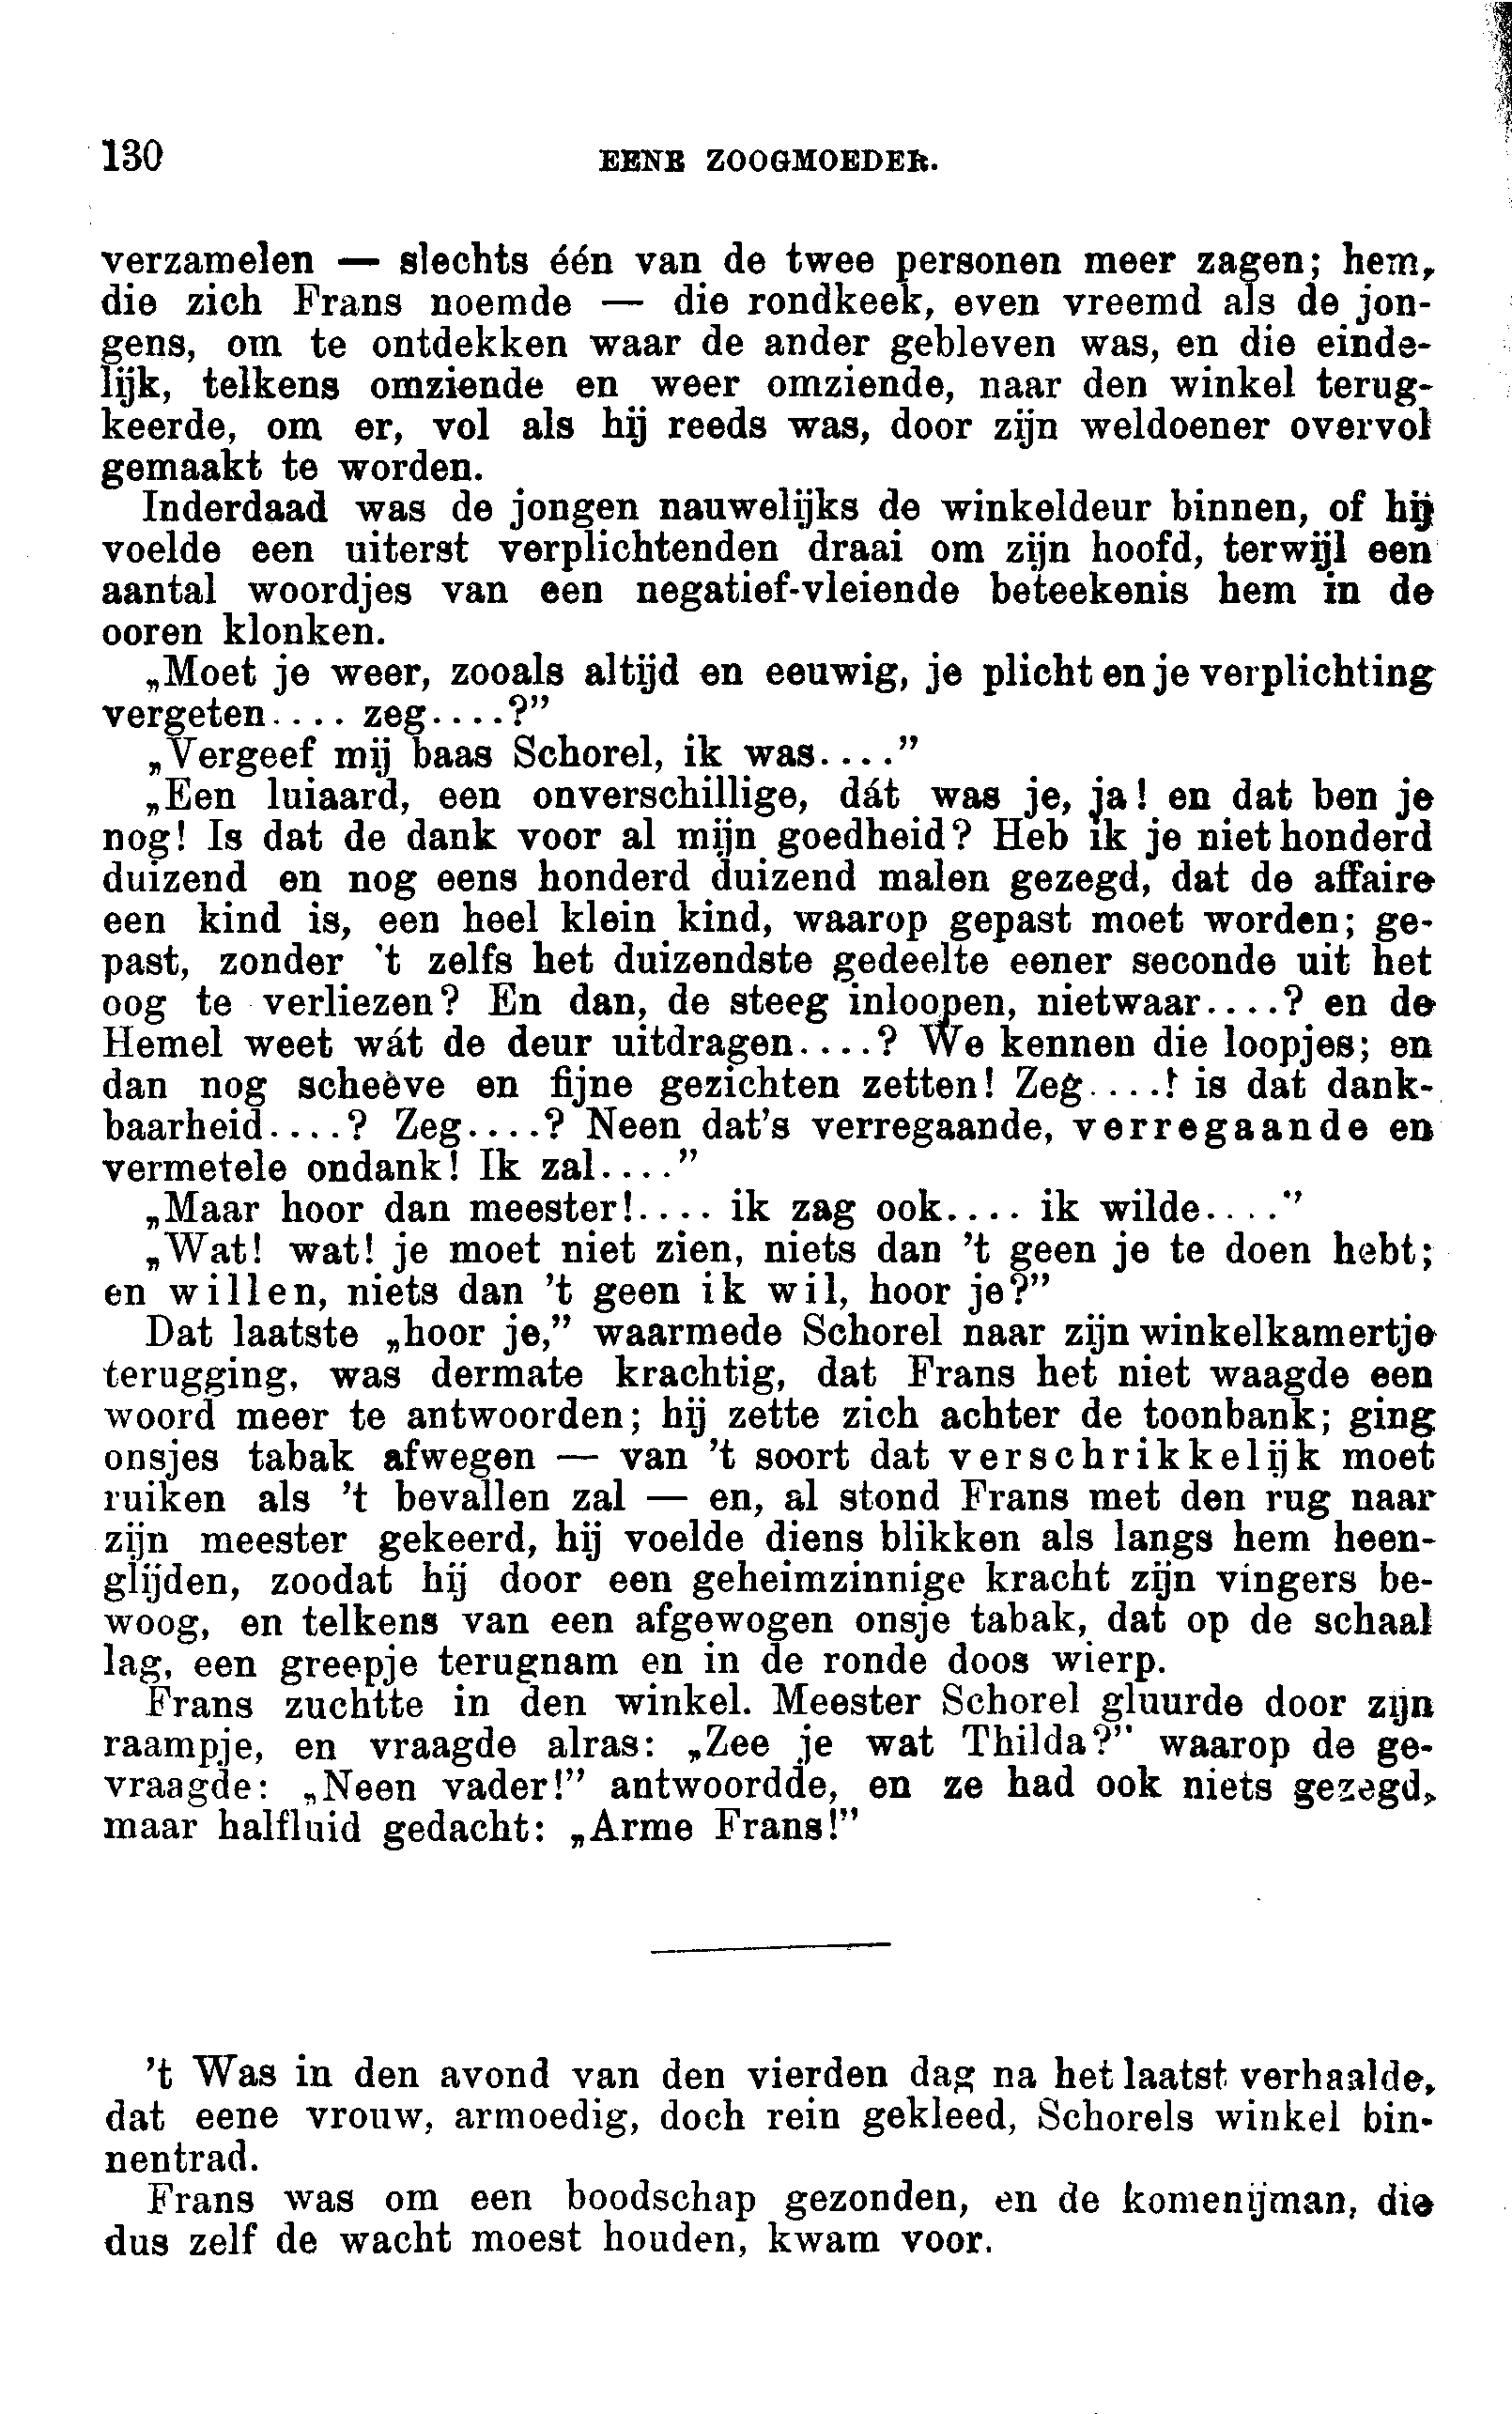 130 EENE ZOOGMOEDER.
verzamelen — slechts één van de twee personen meer zagen; hem,
die zich Frans noemde — die rondkeek, even vreemd als de jon-
gens, om te ontdekken waar de ander gebleven was, en die einde-
lijk, telkens omziende en weer omziende, naar den winkel terug-
keerde, om er, vol als hij reeds was, door zijn weldoener overvol
gemaakt te worden.
Inderdaad was de jongen nauwelijks de winkeldeur binnen, of hij
voelde een uiterst verplichtenden draai om zijn hoofd, terwijl een
aantal woordjes van een negatief-vleiende beteekenis hem in de
ooren klonken.
„Moet je weer, zooals altijd en eeuwig, je plicht en je verplichting
vergeten.... zeg....?”
„Vergeef mij baas Schorel, ik was....”
„Een luiaard, een onverschillige, dát was je, ja! en dat ben je
nog! Is dat de dank voor al mijn goedheid? Heb ik je niet honderd
duizend en nog eens honderd duizend malen gezegd, dat de affaire
een kind is, een heel klein kind, waarop gepast moet worden; ge-
past, zonder 't zelfs het duizendste gedeelte eener seconde uit het
oog te verliezen? En dan, de steeg inloopen, nietwaar....? en de
Hemel weet wát de deur uitdragen....? We kennen die loopjes; en
dan nog scheève en fijne gezichten zetten! Zeg....! is dat dank-
baarheid....? Zeg....? Neen dat's verregaande, verregaande en
vermetele ondank! Ik zal....”
„Maar hoor dan meester!.... ik zag ook.... ik wilde....”
„Wat! wat! je moet niet zien, niets dan 't geen je te doen hebt;
en willen, niets dan 't geen ik wil, hoor je?”
Dat laatste „hoor je,” waarmede Schorel naar zijn winkelkamertje
terugging, was dermate krachtig, dat Frans het niet waagde een
woord meer te antwoorden; hij zette zich achter de toonbank; ging
onsjes tabak afwegen — van 't soort dat verschrikkelijk moet
ruiken als 't bevallen zal — en, al stond Frans met den rug naar
zijn meester gekeerd, hij voelde diens blikken als langs hem heen-
glijden, zoodat hij door een geheimzinnige kracht zijn vingers be-
woog, en telkens van een afgewogen onsje tabak, dat op de schaal
lag, een greepje terugnam en in de ronde doos wierp.
Frans zuchtte in den winkel. Meester Schorel gluurde door zijn
raampje, en vraagde alras: „Zee je wat Thilda?” waarop de ge-
vraagde: „Neen vader!” antwoordde, en ze had ook niets gezegd,
maar halfluid gedacht: „Arme Frans!”
't Was in den avond van den vierden dag na het laatst verhaalde,
dat eene vrouw, armoedig, doch rein gekleed, Schorels winkel bin-
nentrad.
Frans was om een boodschap gezonden, en de komenijman, die
dus zelf de wacht moest houden, kwam voor.